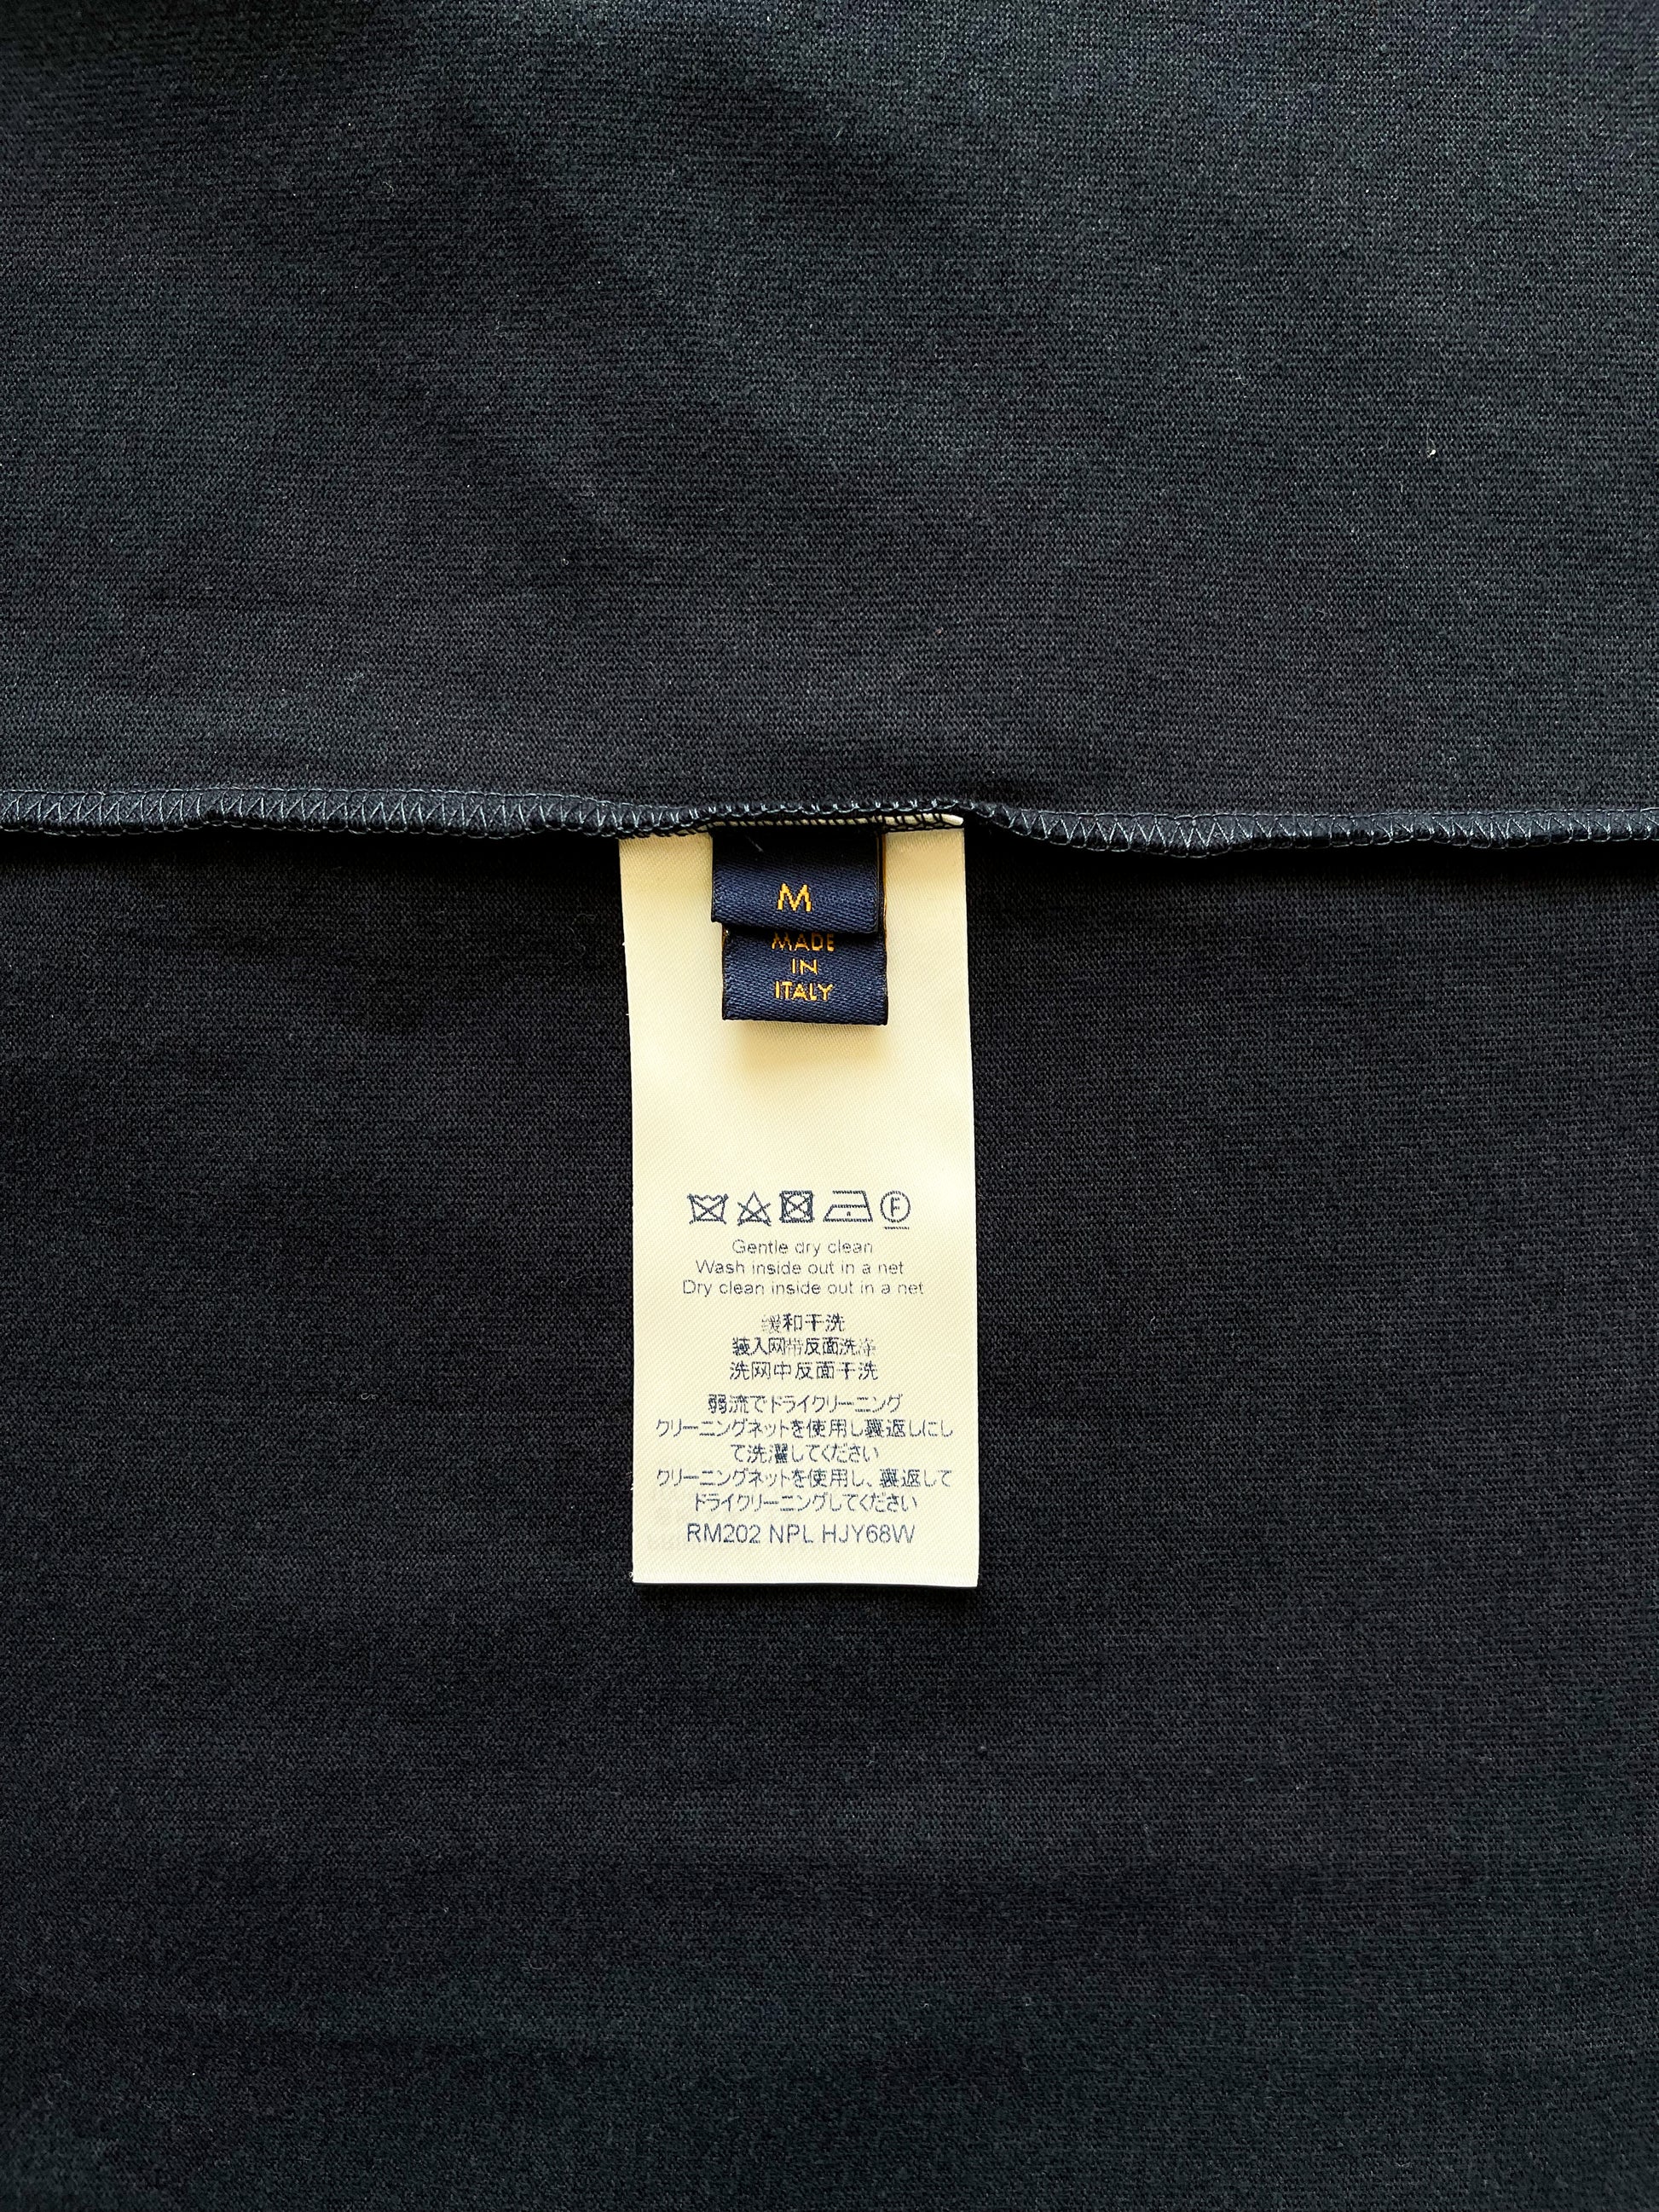 M
MADE
IN
ITALY
F
Gentle dry clean
Wash inside out in a net
Dry clean inside out in a net
缓和干洗
装入网带反面洗涤
洗网中反面干洗
弱流でドライクリーニング
クリーニングネットを使用し裏返しにし
て洗濯してください
クリーニングネットを使用し、裏返して
ドライクリーニングしてください
RM202 NPL HJY68W